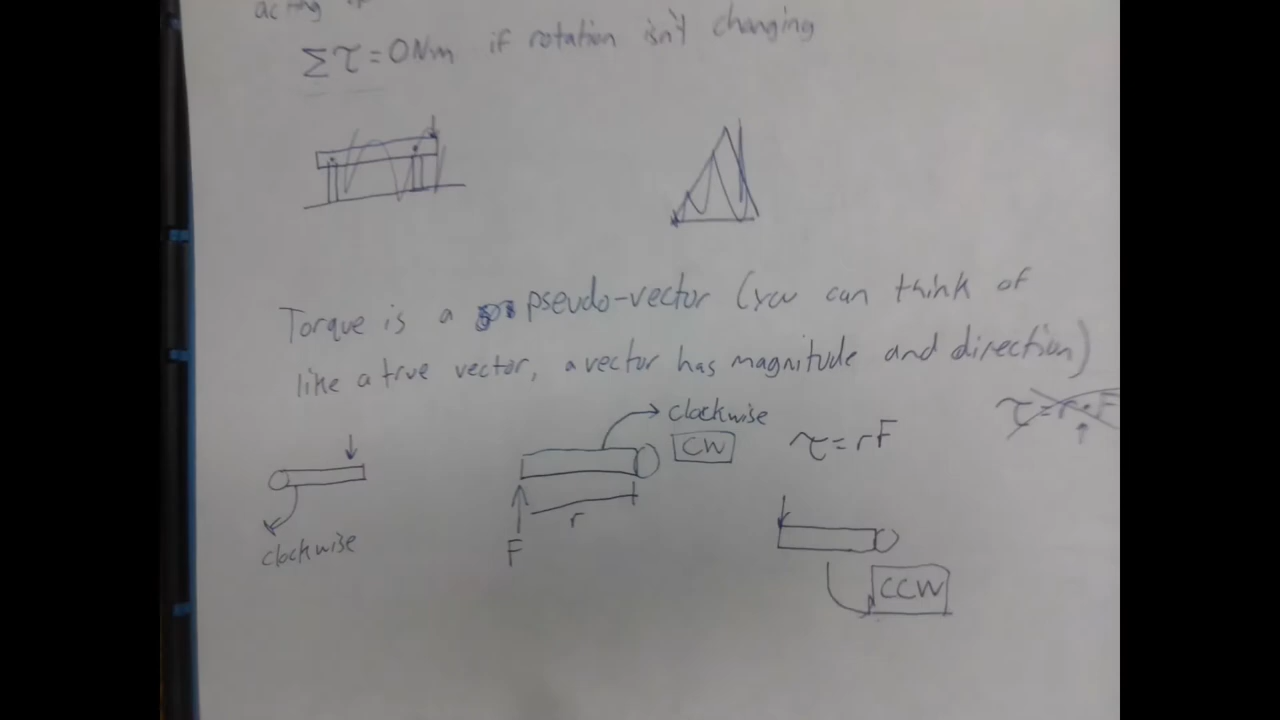 acting
Στ = 0Nm if rotation isn't changing
Torque is a pseudo-vector (you can think of
like a true vector, a vector has magnitude and direction)
clockwise
CW
τ = rF
τ = r · F
clockwise
r
F
CCW